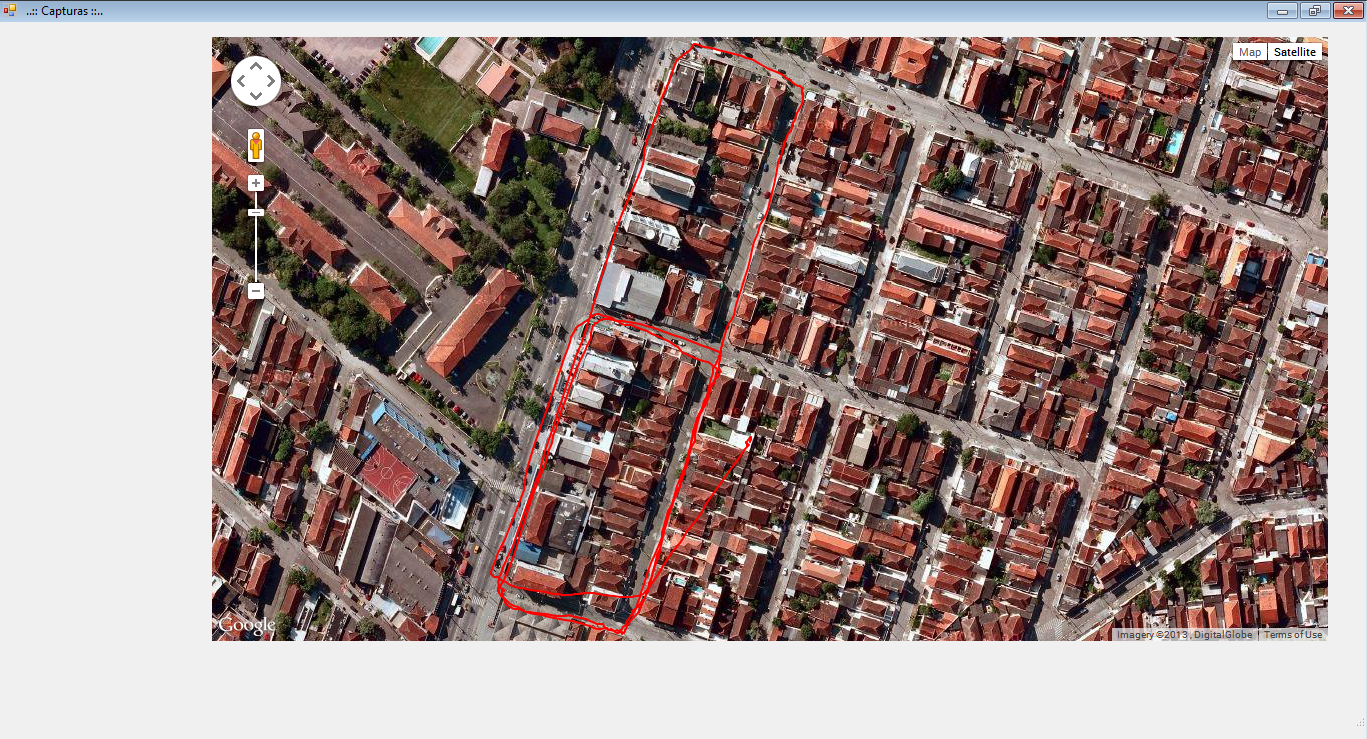 ..:: Capturas ::..
Map Satellite
Google
Imagery ©2013 , DigitalGlobe | Terms of Use